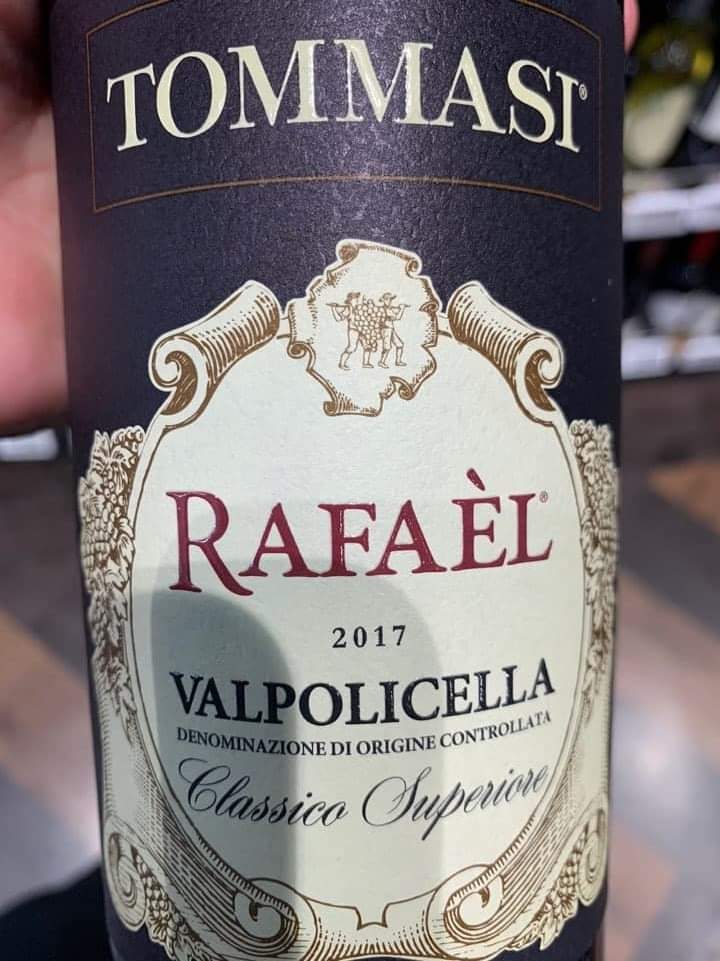 TOMMASI®
RAFAÈL®
2017
VALPOLICELLA
DENOMINAZIONE DI ORIGINE CONTROLLATA
Classico Superiore